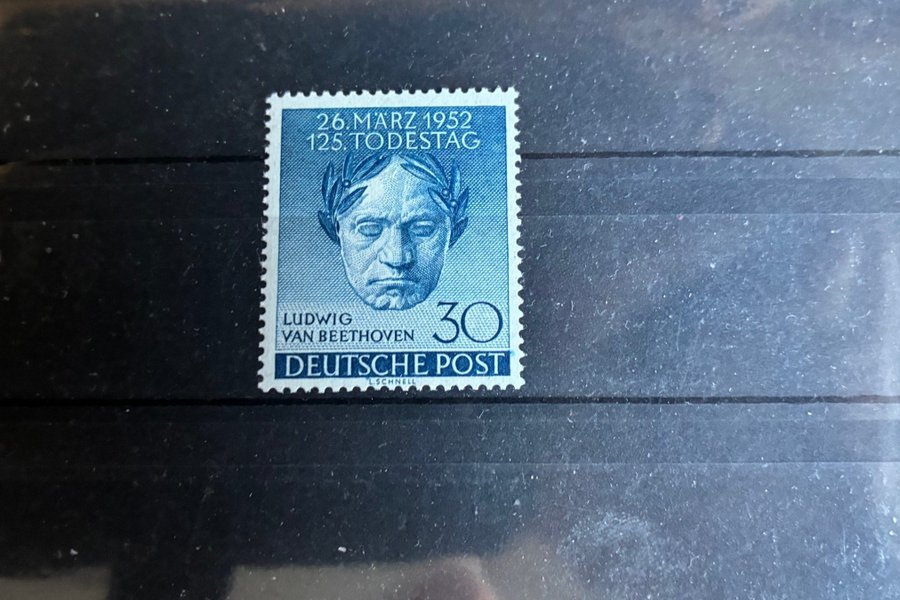 26. MÄRZ 1952
125. TODESTAG
LUDWIG
VAN BEETHOVEN
30
DEUTSCHE POST
L. SCHNELL